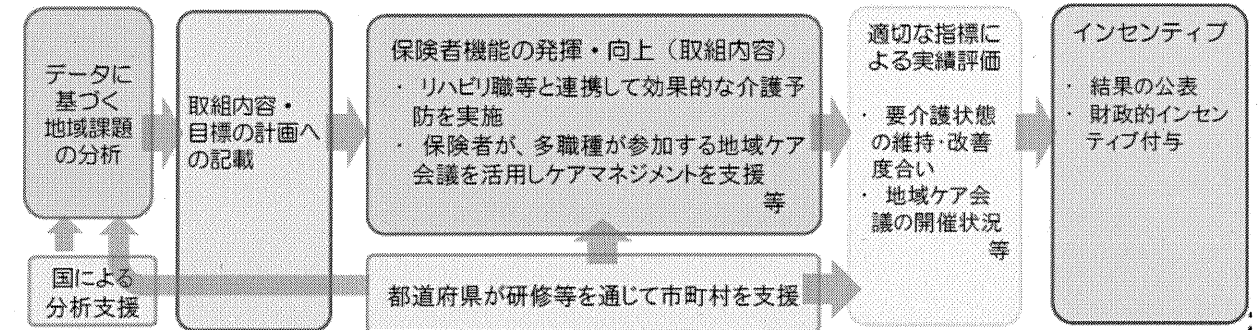 データに
基づく
地域課題
の分析
取組内容・
目標の計画へ
の記載
保険者機能の発揮・向上（取組内容）
・ リハビリ職等と連携して効果的な介護予
防を実施
・ 保険者が、多職種が参加する地域ケア
会議を活用しケアマネジメントを支援
等
適切な指標に
よる実績評価
・ 要介護状態
の維持・改善
度合い
・ 地域ケア会
議の開催状況
等
インセンティブ
・ 結果の公表
・ 財政的インセン
ティブ付与
国による
分析支援
都道府県が研修等を通じて市町村を支援